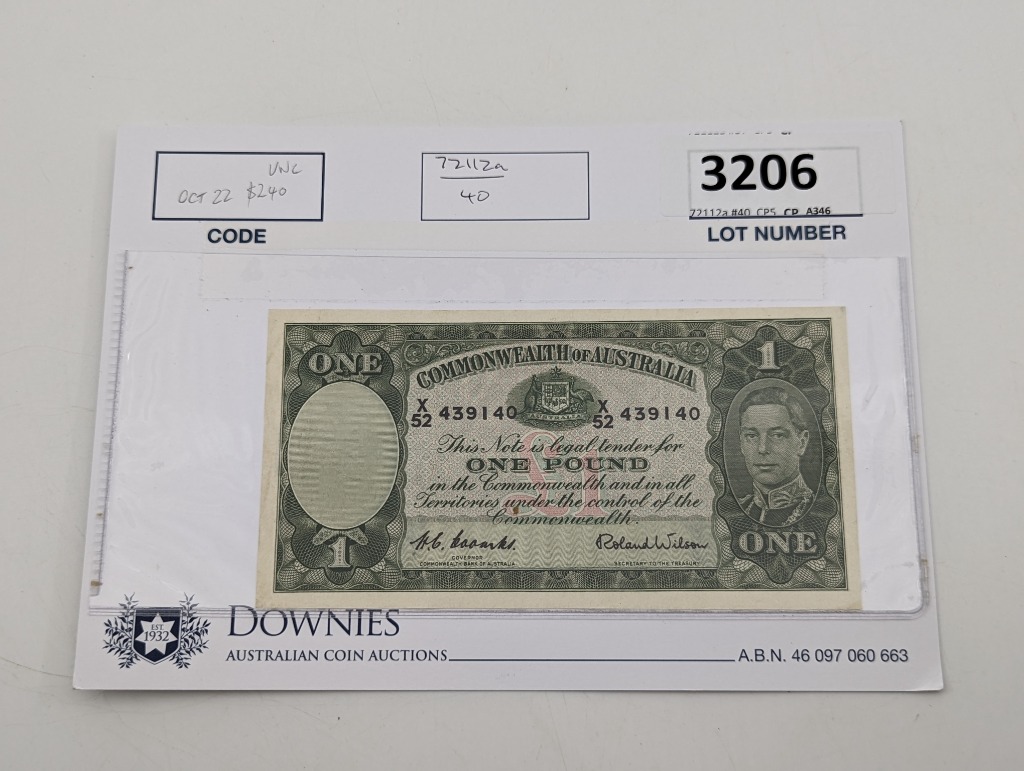 UNC
OCT 22 $240
CODE
72112a
40
3206
72112a #40 CP5 CP A346
LOT NUMBER
ONE
COMMONWEALTH OF AUSTRALIA
1
AUSTRALIA
X/52 439140 X/52 439140
This Note is legal tender for
ONE POUND
in the Commonwealth and in all
Territories under the control of the
Commonwealth.
£1
H.C. Coombs.
GOVERNOR
COMMONWEALTH BANK OF AUSTRALIA
Roland Wilson
SECRETARY TO THE TREASURY
1
ONE
EST.
1932
DOWNIES
AUSTRALIAN COIN AUCTIONS
A.B.N. 46 097 060 663